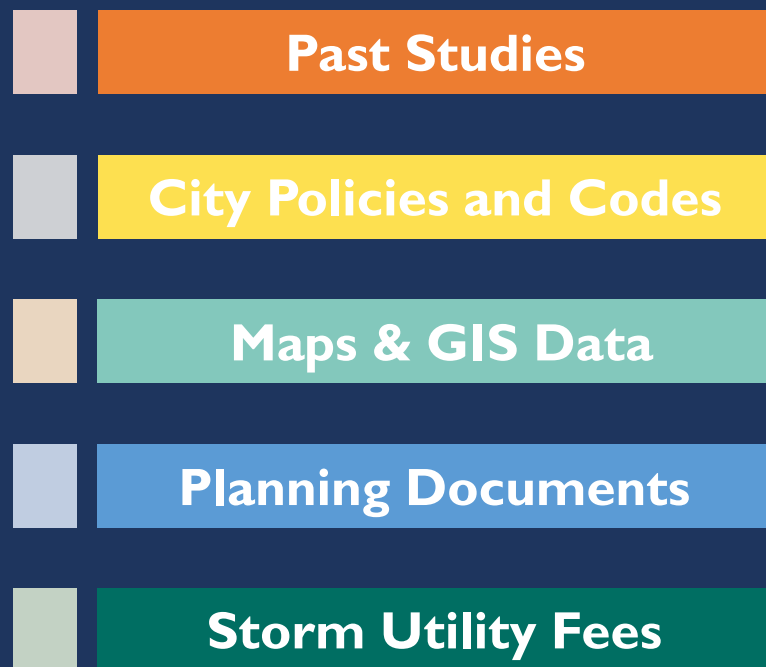 Past Studies
City Policies and Codes
Maps & GIS Data
Planning Documents
Storm Utility Fees